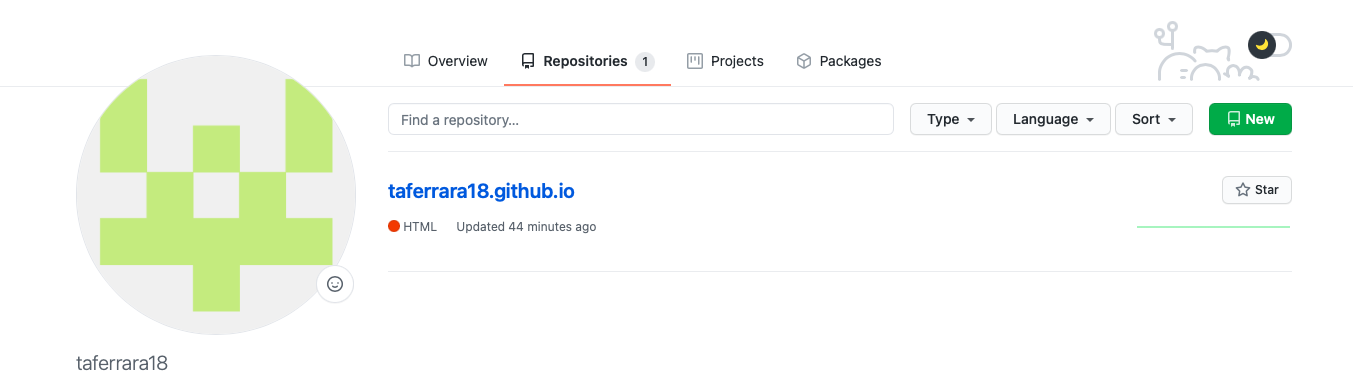 Overview Repositories 1 Projects Packages
Find a repository... Type Language Sort New
taferrara18.github.io Star
HTML Updated 44 minutes ago
taferrara18